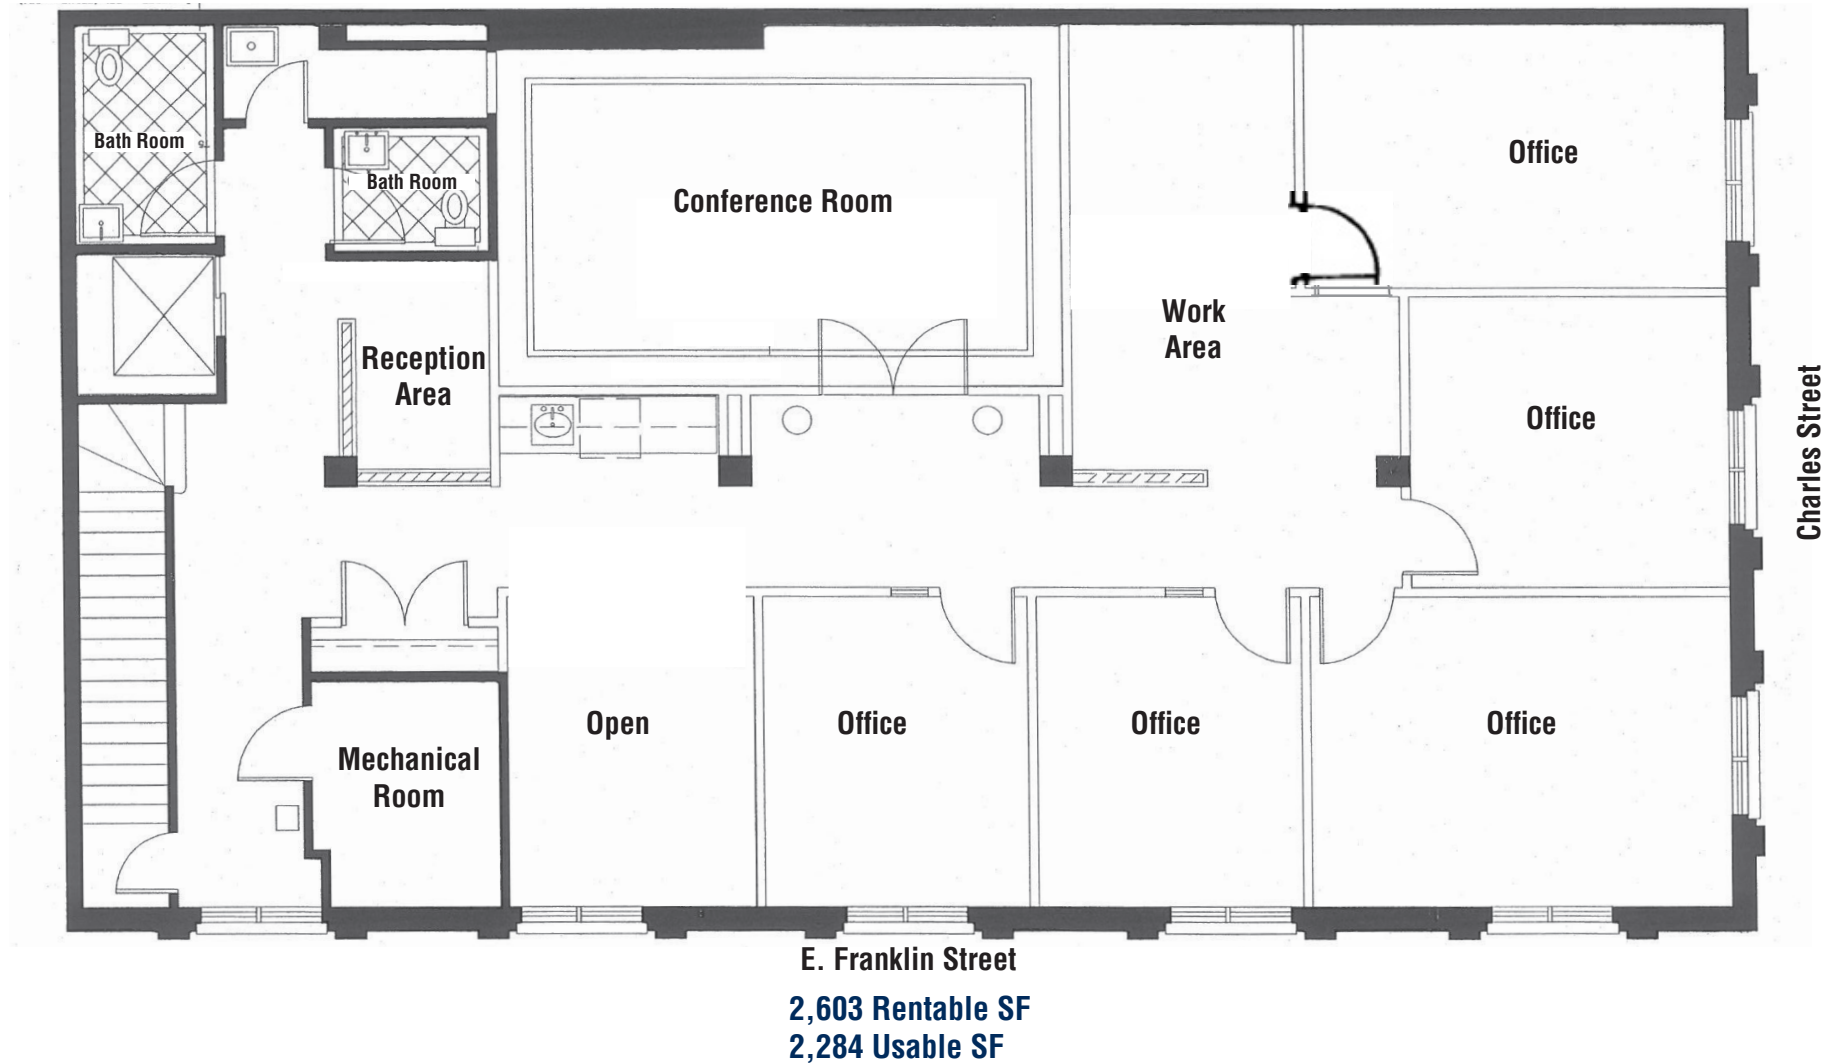 Bath Room
Bath Room
Conference Room
Office
Work
Area
Reception
Area
Office
Charles Street
Open
Office
Office
Office
Mechanical
Room
E. Franklin Street
2,603 Rentable SF
2,284 Usable SF